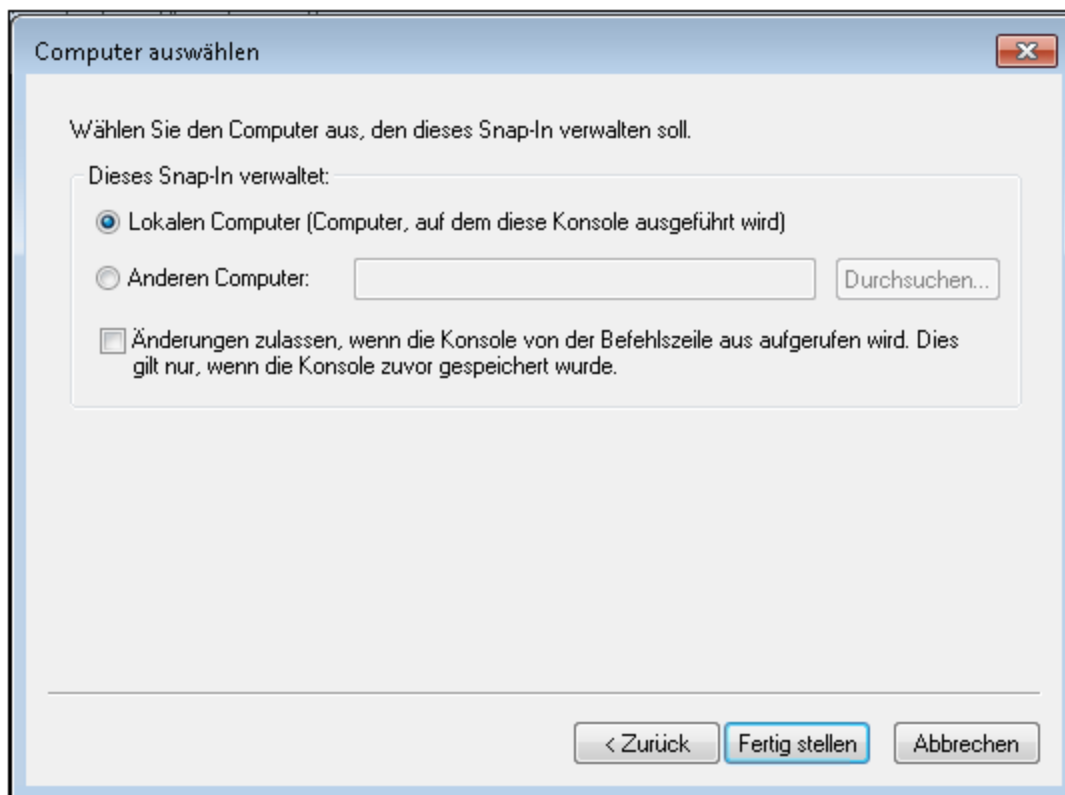 Computer auswählen
Wählen Sie den Computer aus, den dieses Snap-In verwalten soll.
Dieses Snap-In verwaltet:
Lokalen Computer (Computer, auf dem diese Konsole ausgeführt wird)
Anderen Computer:
Durchsuchen...
Änderungen zulassen, wenn die Konsole von der Befehlszeile aus aufgerufen wird. Dies
gilt nur, wenn die Konsole zuvor gespeichert wurde.
< Zurück
Fertig stellen
Abbrechen